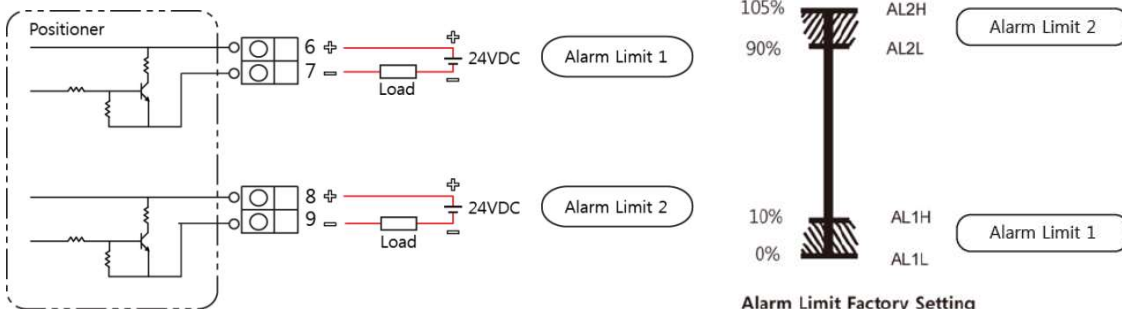 Positioner
6 +
7 −
Load
+
24VDC
−
Alarm Limit 1
8 +
9 −
Load
+
24VDC
−
Alarm Limit 2
105% AL2H
90% AL2L
Alarm Limit 2
10% AL1H
0% AL1L
Alarm Limit 1
Alarm Limit Factory Setting